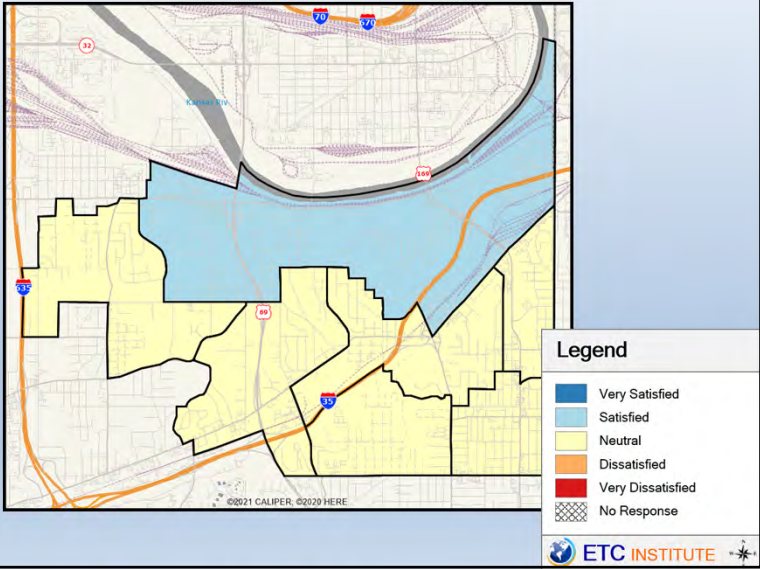 70
670
32
Kansas Riv
169
635
69
35
©2021 CALIPER; ©2020 HERE
Legend
Very Satisfied
Satisfied
Neutral
Dissatisfied
Very Dissatisfied
No Response
ETC INSTITUTE